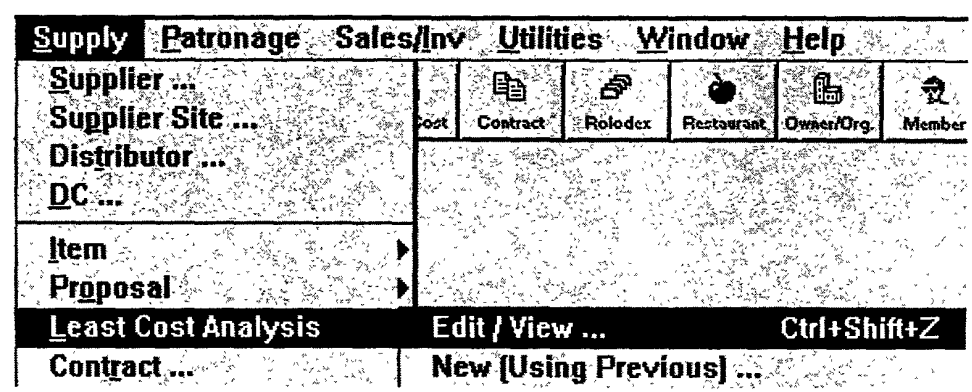 Supply Patronage Sales/Inv Utilities Window Help
Supplier ...
Supplier Site ...
Distributor ...
DC ...
Cost Contract Rolodex Restaurant Owner/Org. Member
Item
Proposal
Least Cost Analysis Edit / View ... Ctrl+Shift+Z
Contract ... New (Using Previous) ...